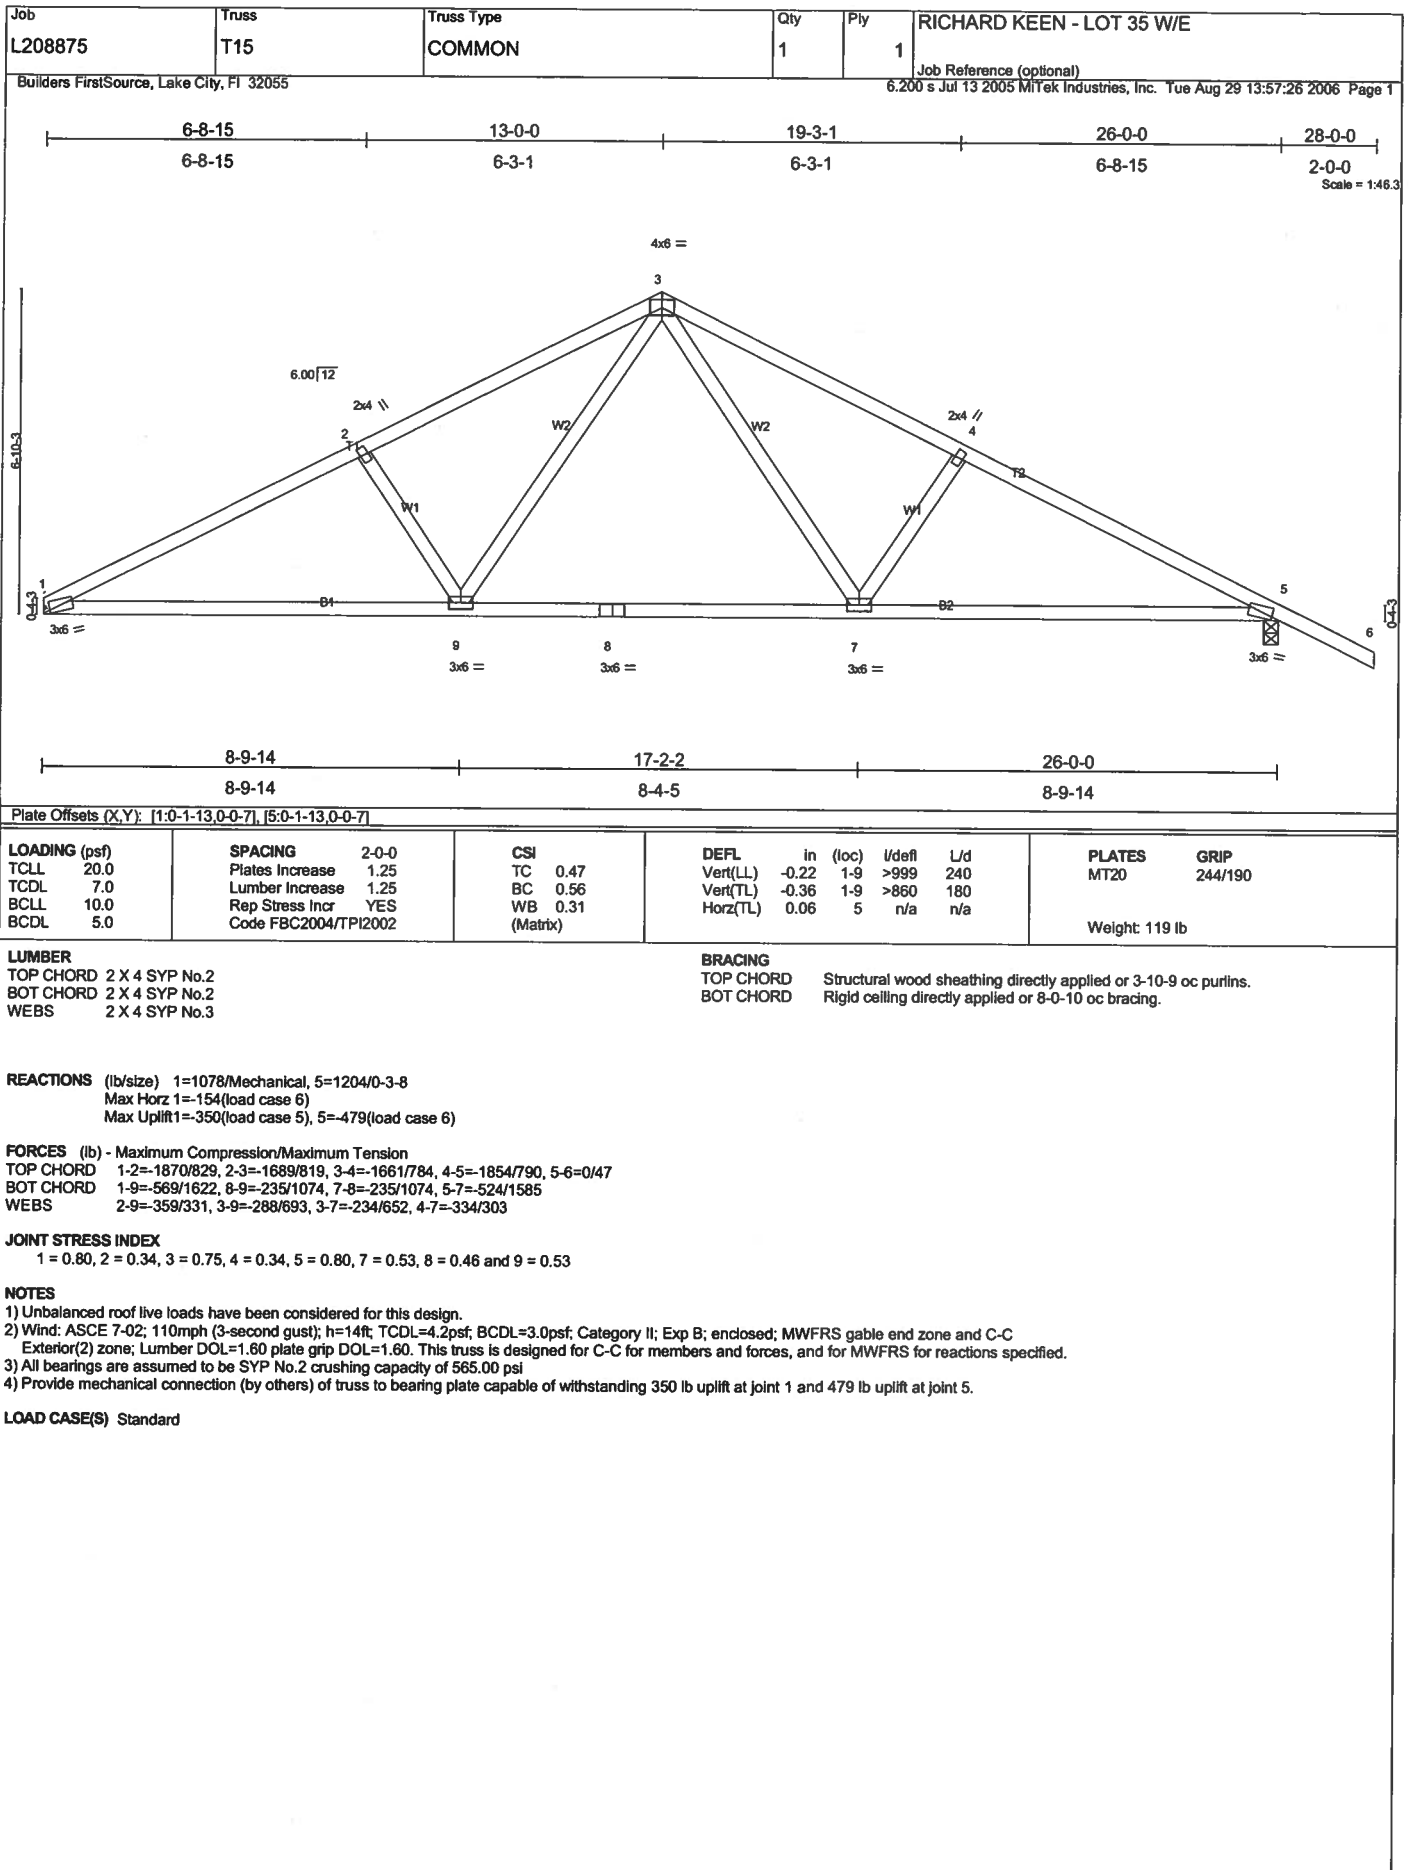 Job Truss Truss Type Qty Ply RICHARD KEEN - LOT 35 W/E
L208875 T15 COMMON 1 1
Job Reference (optional)
Builders FirstSource, Lake City, Fl 32055 6.200 s Jul 13 2005 MiTek Industries, Inc. Tue Aug 29 13:57:26 2006 Page 1
6-8-15 13-0-0 19-3-1 26-0-0 28-0-0
6-8-15 6-3-1 6-3-1 6-8-15 2-0-0
Scale = 1:46.3
4x6 =
3
6.00 12
2x4 \\ 2x4 //
2 4
T1 W2 W2 T2
6-10-3
W1 W1
1 5
0-4-3 B1 B2 0-4-3
3x6 = 6
9 8 7 3x6 =
3x6 = 3x6 = 3x6 =
8-9-14 17-2-2 26-0-0
8-9-14 8-4-5 8-9-14
Plate Offsets (X,Y): [1:0-1-13,0-0-7], [5:0-1-13,0-0-7]
LOADING (psf) SPACING 2-0-0 CSI DEFL in (loc) l/defl L/d PLATES GRIP
TCLL 20.0 Plates Increase 1.25 TC 0.47 Vert(LL) -0.22 1-9 >999 240 MT20 244/190
TCDL 7.0 Lumber Increase 1.25 BC 0.56 Vert(TL) -0.36 1-9 >860 180
BCLL 10.0 Rep Stress Incr YES WB 0.31 Horz(TL) 0.06 5 n/a n/a
BCDL 5.0 Code FBC2004/TPI2002 (Matrix) Weight: 119 lb
LUMBER
TOP CHORD 2 X 4 SYP No.2
BOT CHORD 2 X 4 SYP No.2
WEBS 2 X 4 SYP No.3
BRACING
TOP CHORD Structural wood sheathing directly applied or 3-10-9 oc purlins.
BOT CHORD Rigid ceiling directly applied or 8-0-10 oc bracing.
REACTIONS (lb/size) 1=1078/Mechanical, 5=1204/0-3-8
Max Horz 1=-154(load case 6)
Max Uplift1=-350(load case 5), 5=-479(load case 6)
FORCES (lb) - Maximum Compression/Maximum Tension
TOP CHORD 1-2=-1870/829, 2-3=-1689/819, 3-4=-1661/784, 4-5=-1854/790, 5-6=0/47
BOT CHORD 1-9=-569/1622, 8-9=-235/1074, 7-8=-235/1074, 5-7=-524/1585
WEBS 2-9=-359/331, 3-9=-288/693, 3-7=-234/652, 4-7=-334/303
JOINT STRESS INDEX
1 = 0.80, 2 = 0.34, 3 = 0.75, 4 = 0.34, 5 = 0.80, 7 = 0.53, 8 = 0.46 and 9 = 0.53
NOTES
1) Unbalanced roof live loads have been considered for this design.
2) Wind: ASCE 7-02; 110mph (3-second gust); h=14ft; TCDL=4.2psf; BCDL=3.0psf; Category II; Exp B; enclosed; MWFRS gable end zone and C-C
Exterior(2) zone; Lumber DOL=1.60 plate grip DOL=1.60. This truss is designed for C-C for members and forces, and for MWFRS for reactions specified.
3) All bearings are assumed to be SYP No.2 crushing capacity of 565.00 psi
4) Provide mechanical connection (by others) of truss to bearing plate capable of withstanding 350 lb uplift at joint 1 and 479 lb uplift at joint 5.
LOAD CASE(S) Standard